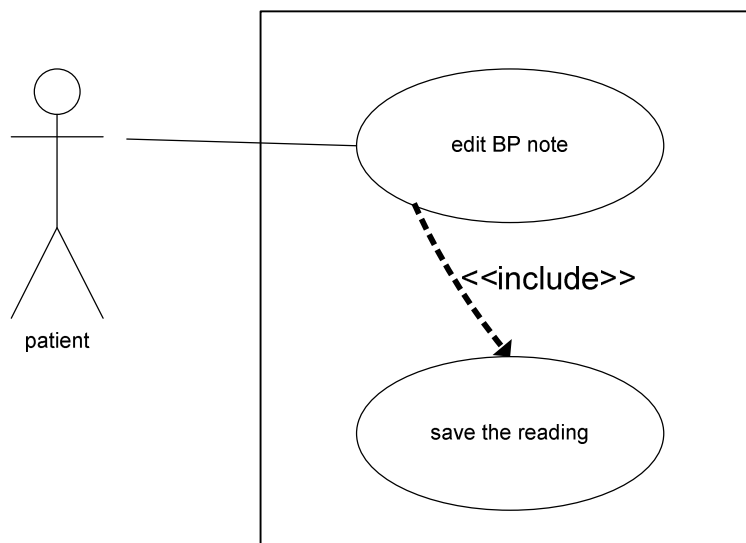 edit BP note
<<include>>
patient
save the reading